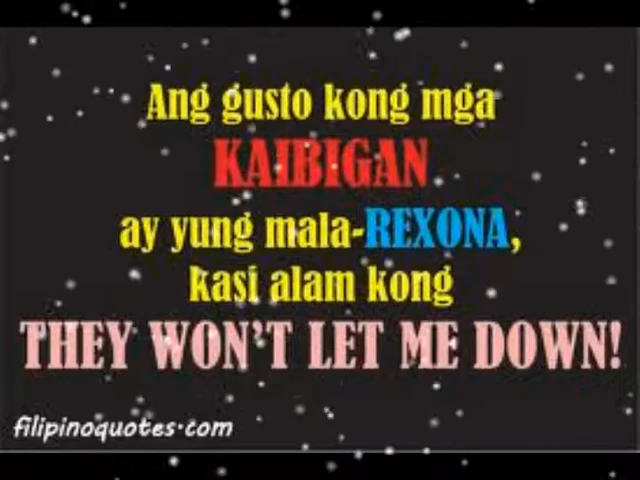 Ang gusto kong mga
KAIBIGAN
ay yung mala-REXONA,
kasi alam kong
THEY WON'T LET ME DOWN!
filipinoquotes.com